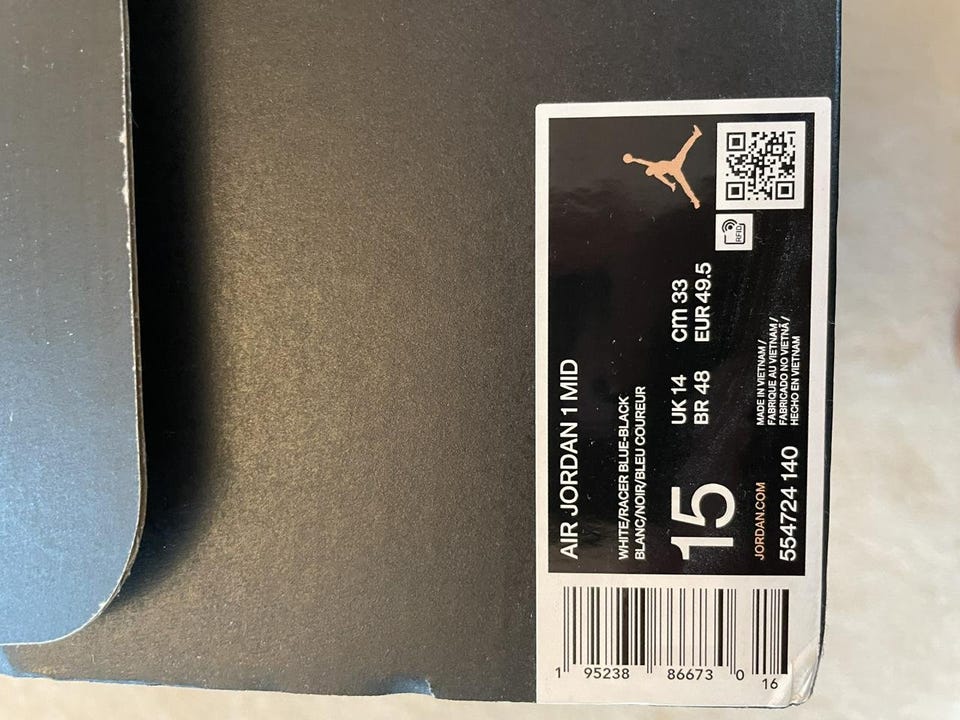 AIR JORDAN 1 MID
WHITE/RACER BLUE-BLACK
BLANC/NOIR/BLEU COUREUR
15
UK 14 cm 33
BR 48 EUR 49.5
RFID
JORDAN.COM
554724 140
MADE IN VIETNAM /
FABRIQUE AU VIETNAM /
FABRICADO NO VIETNÃ /
HECHO EN VIETNAM
1 95238 86673 0
16